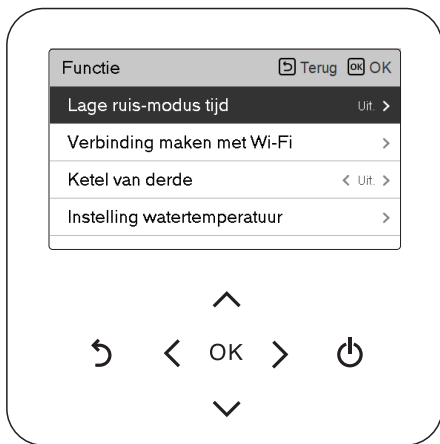 Functie Terug OK OK
Lage ruis-modus tijd Uit.
Verbinding maken met Wi-Fi
Ketel van derde Uit.
Instelling watertemperatuur
OK